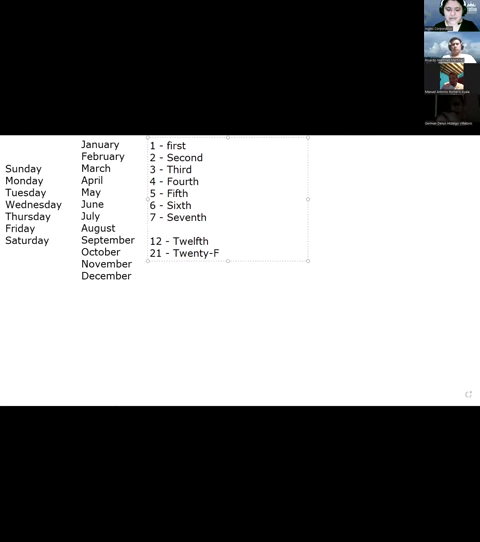 Sunday
Monday
Tuesday
Wednesday
Thursday
Friday
Saturday
January
February
March
April
May
June
July
August
September
October
November
December
1 - first
2 - Second
3 - Third
4 - Fourth
5 - Fifth
6 - Sixth
7 - Seventh
12 - Twelfth
21 - Twenty-F